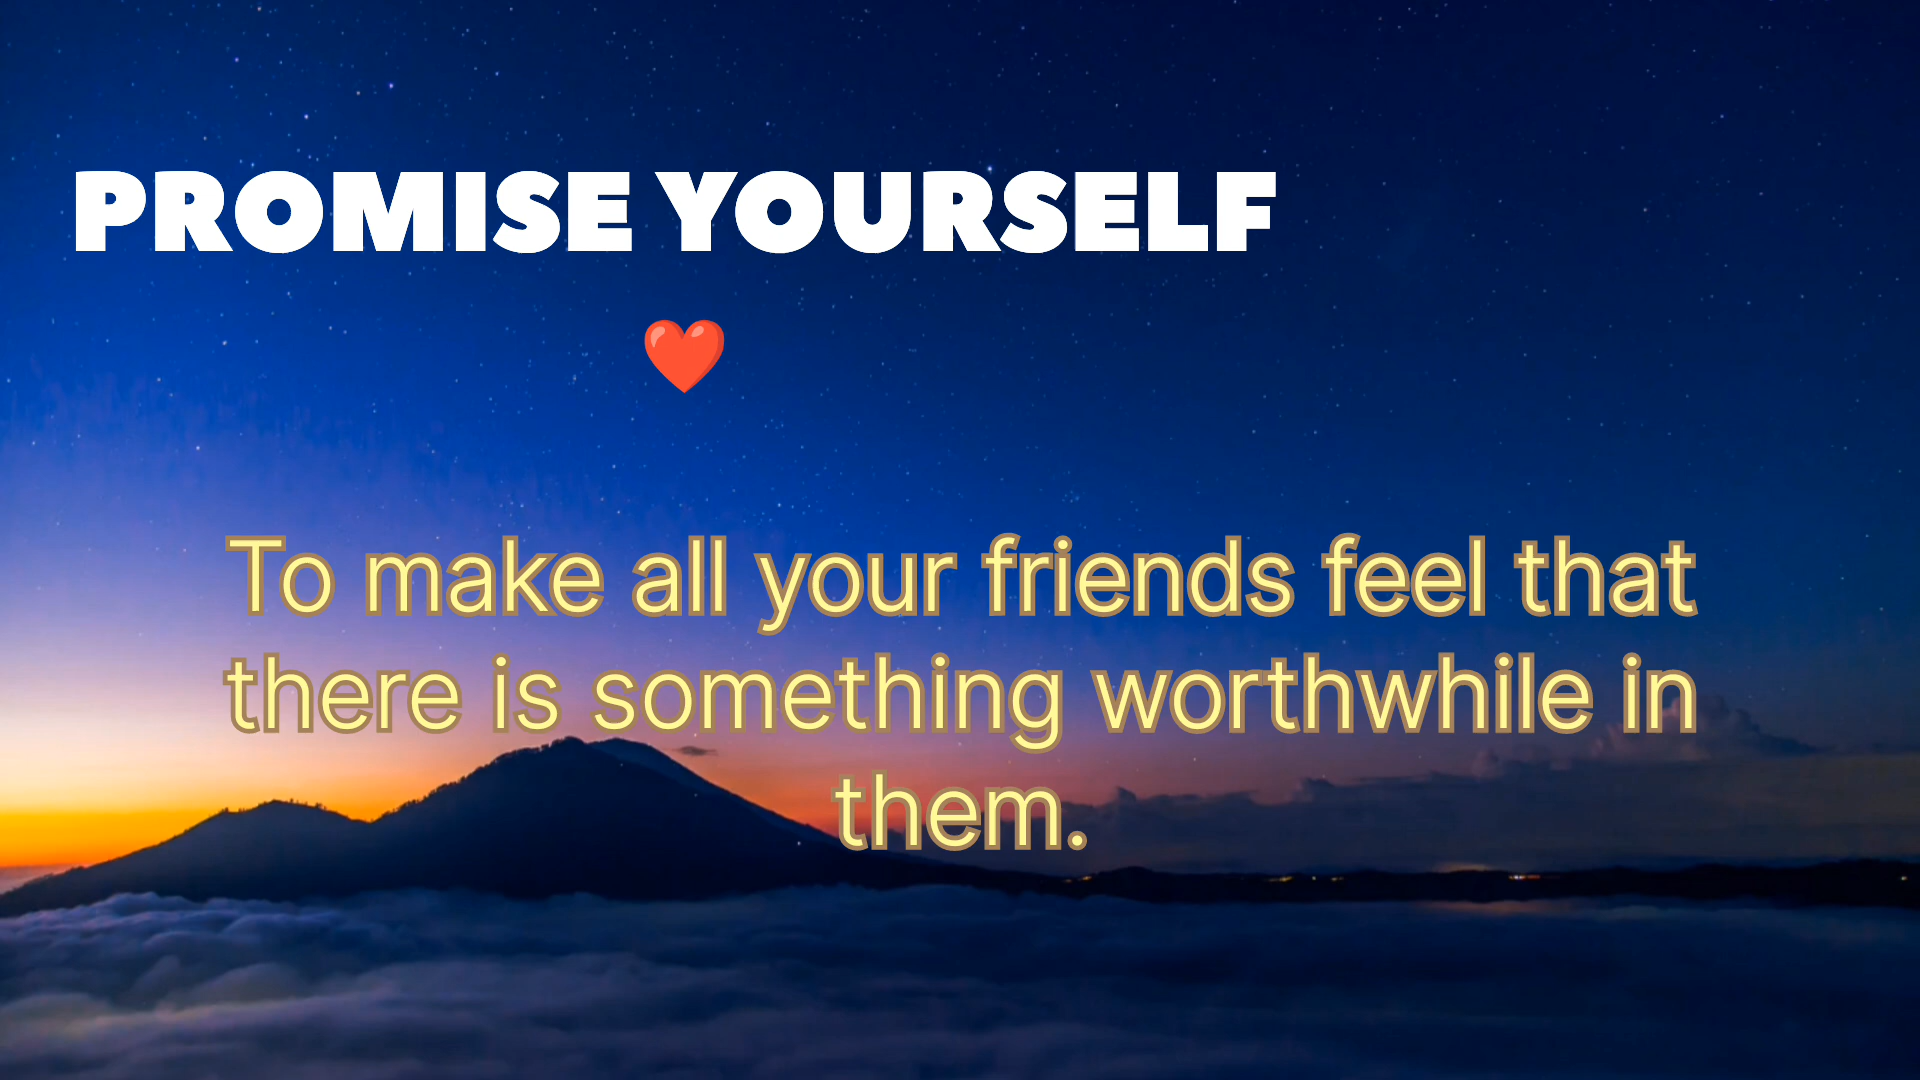 PROMISE YOURSELF
❤️
To make all your friends feel that
there is something worthwhile in
them.